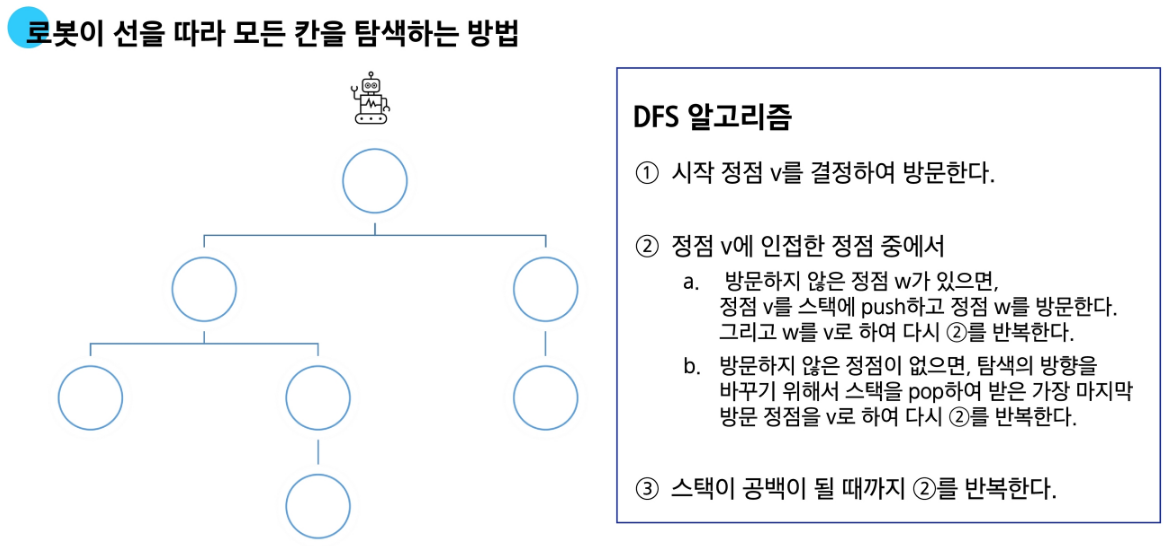 로봇이 선을 따라 모든 칸을 탐색하는 방법
DFS 알고리즘
① 시작 정점 v를 결정하여 방문한다.
② 정점 v에 인접한 정점 중에서
a. 방문하지 않은 정점 w가 있으면,
정점 v를 스택에 push하고 정점 w를 방문한다.
그리고 w를 v로 하여 다시 ②를 반복한다.
b. 방문하지 않은 정점이 없으면, 탐색의 방향을
바꾸기 위해서 스택을 pop하여 받은 가장 마지막
방문 정점을 v로 하여 다시 ②를 반복한다.
③ 스택이 공백이 될 때까지 ②를 반복한다.